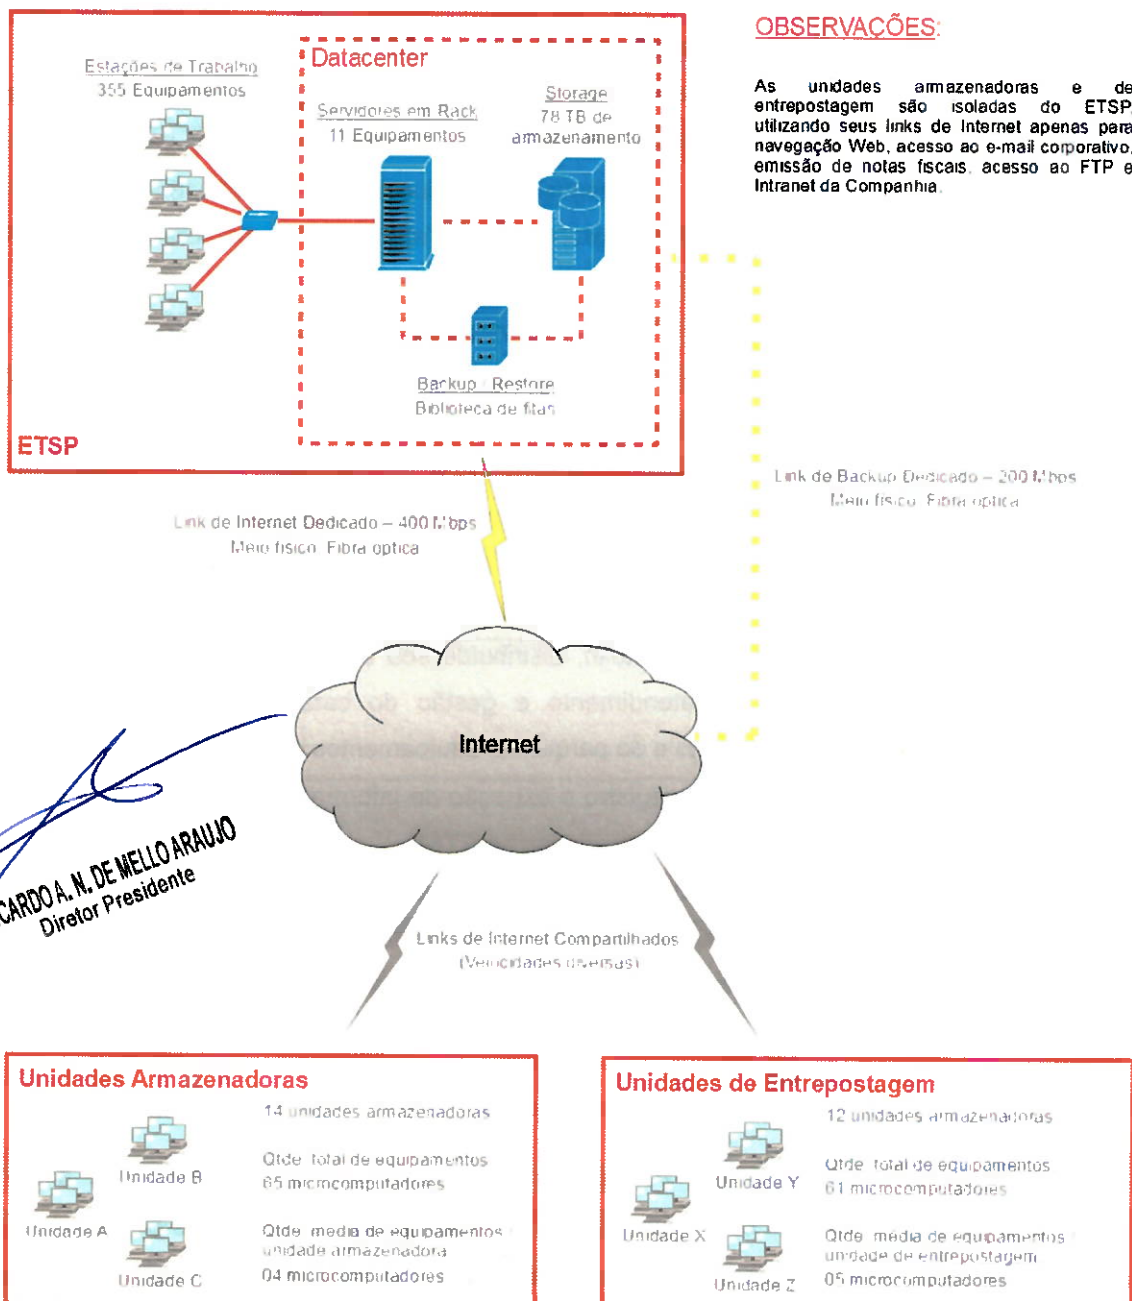 OBSERVAÇÕES:
As unidades armazenadoras e de
entrepostagem são isoladas do ETSP,
utilizando seus links de Internet apenas para
navegação Web, acesso ao e-mail corporativo,
emissão de notas fiscais, acesso ao FTP e
Intranet da Companhia.
Estações de Trabalho
355 Equipamentos
Datacenter
Servidores em Rack
11 Equipamentos
Storage
78 TB de
armazenamento
Backup / Restore
Biblioteca de fitas
ETSP
Link de Internet Dedicado – 400 Mbps
Meio físico: Fibra optica
Link de Backup Dedicado – 200 Mbps
Meio físico: Fibra optica
atendimento e gestão do
Internet
CARDO A. N. DE MELLO ARAUJO
Diretor Presidente
Links de Internet Compartilhados
(Velocidades diversas)
Unidades Armazenadoras
14 unidades armazenadoras
Unidade B
Qtde. total de equipamentos
65 microcomputadores
Unidade A
Qtde. media de equipamentos /
unidade armazenadora
04 microcomputadores
Unidade C
Unidades de Entrepostagem
12 unidades armazenadoras
Unidade Y
Qtde. total de equipamentos
61 microcomputadores
Unidade X
Qtde. média de equipamentos /
unidade de entrepostagem
05 microcomputadores
Unidade Z